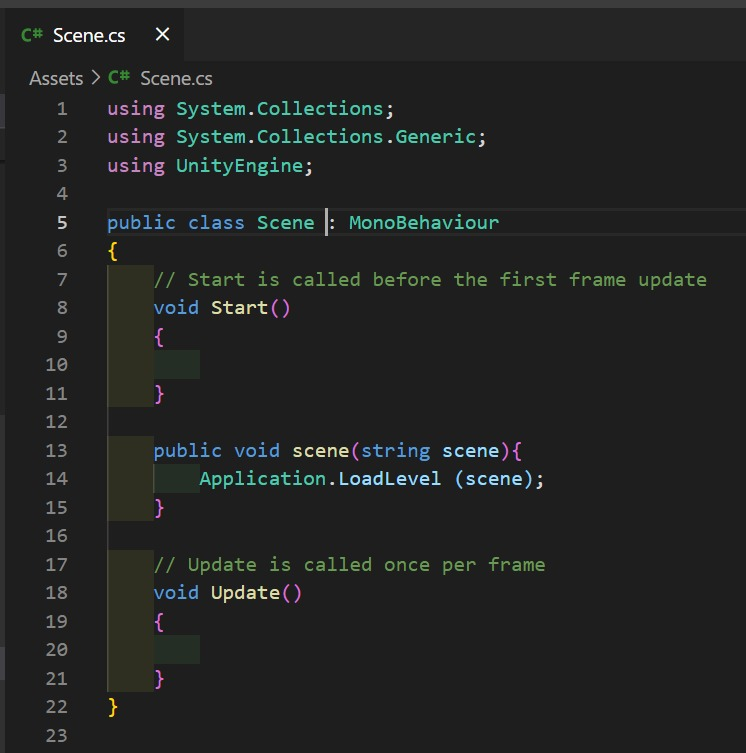 C# Scene.cs ×
Assets > C# Scene.cs
1 using System.Collections;
2 using System.Collections.Generic;
3 using UnityEngine;
4
5 public class Scene : MonoBehaviour
6 {
7 // Start is called before the first frame update
8 void Start()
9 {
10
11 }
12
13 public void scene(string scene){
14 Application.LoadLevel (scene);
15 }
16
17 // Update is called once per frame
18 void Update()
19 {
20
21 }
22 }
23